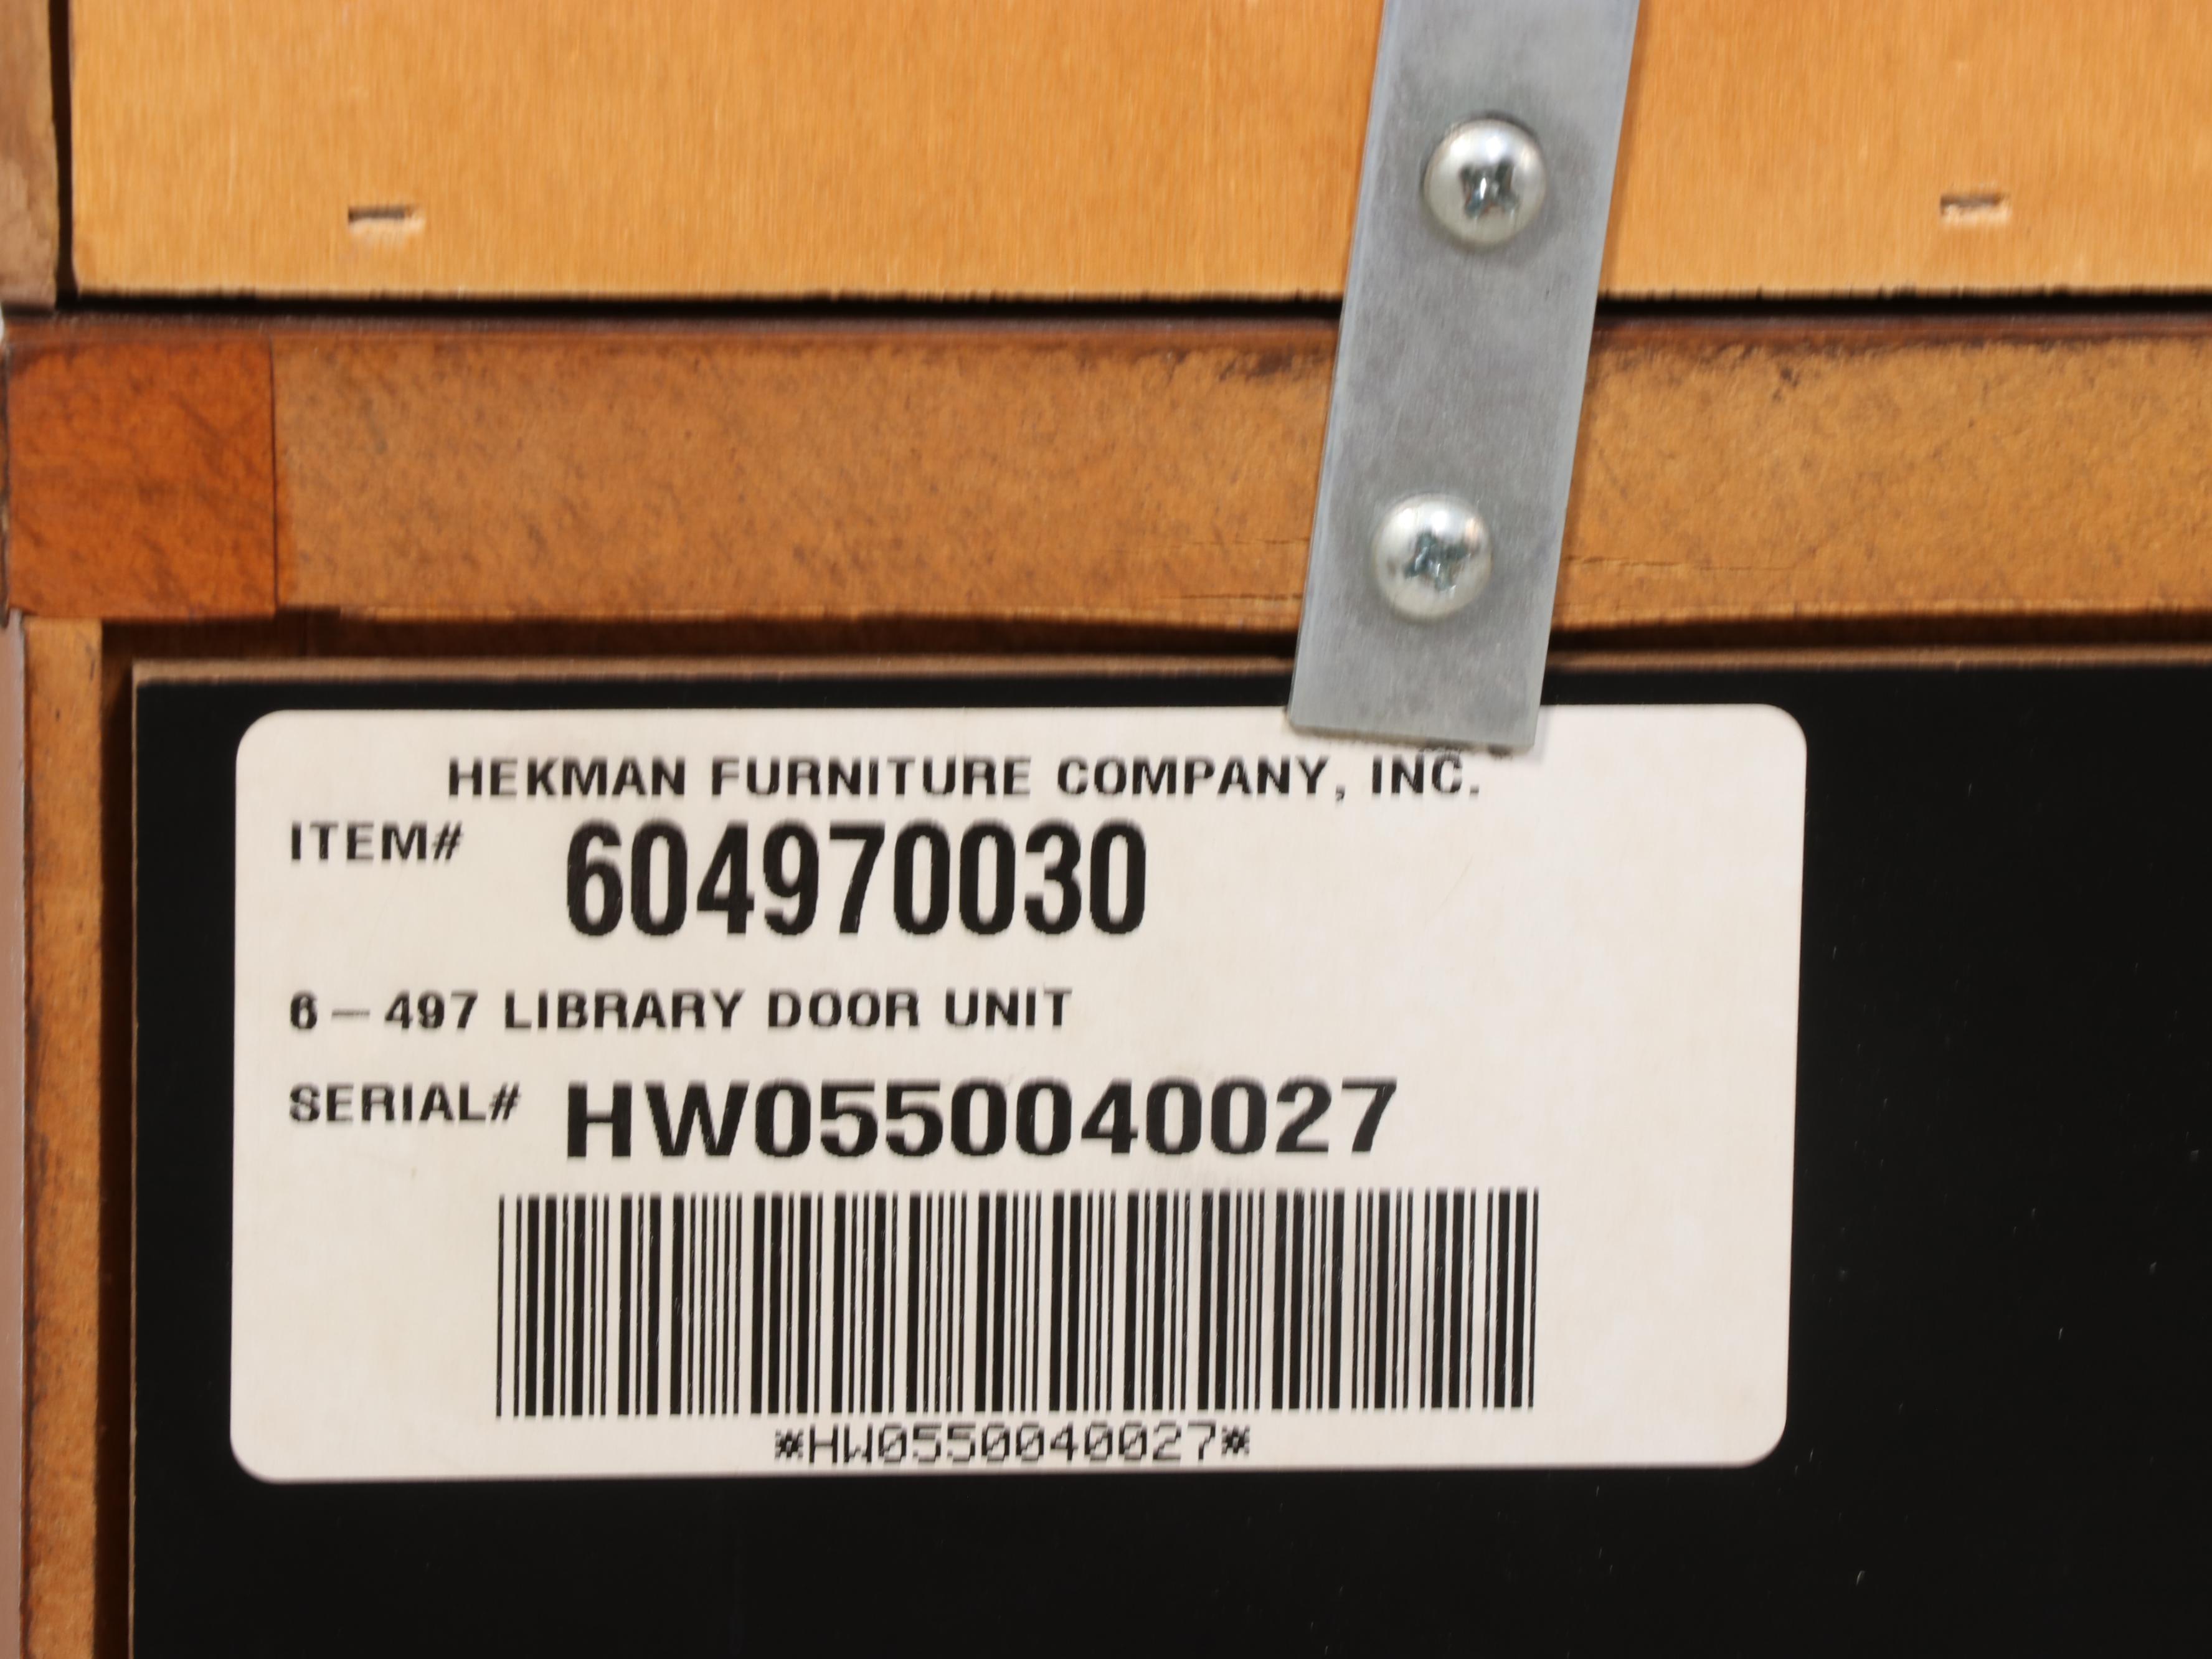 HEKMAN FURNITURE COMPANY, INC.
ITEM# 604970030
6-497 LIBRARY DOOR UNIT
SERIAL# HW0550040027
*HW0550040027*